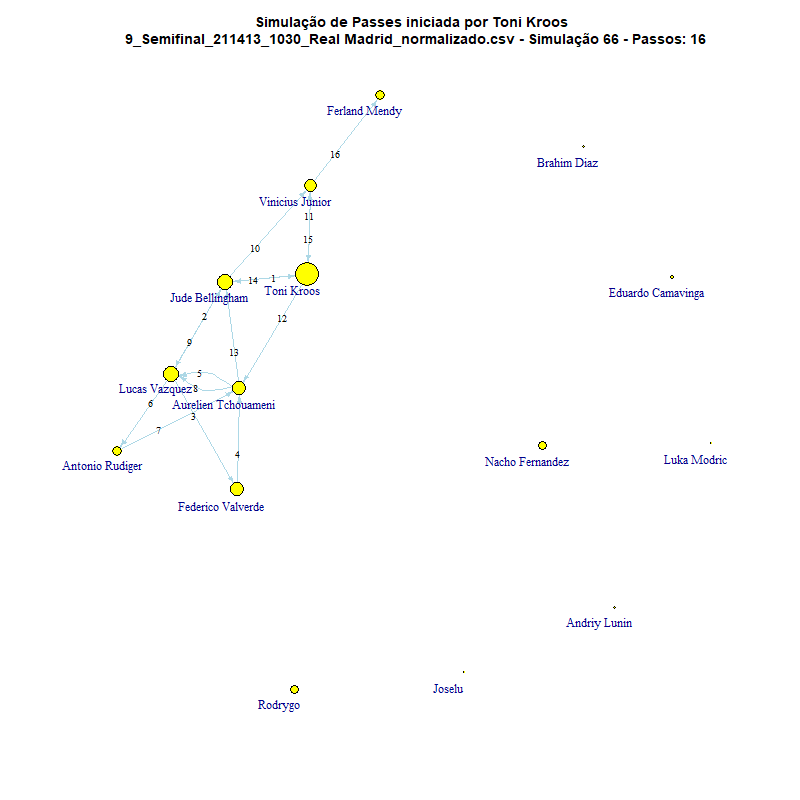 Simulação de Passes iniciada por Toni Kroos
9_Semifinal_211413_1030_Real Madrid_normalizado.csv - Simulação 66 - Passos: 16
Ferland Mendy
Brahim Diaz
16
Vinicius Junior
11
15
10
14 1
Jude Bellingham
Toni Kroos
Eduardo Camavinga
2
12
9
13
5
Lucas Vazquez
8
6
Aurelien Tchouameni
3
7
4
Antonio Rudiger
Nacho Fernandez
Luka Modric
Federico Valverde
Andriy Lunin
Joselu
Rodrygo